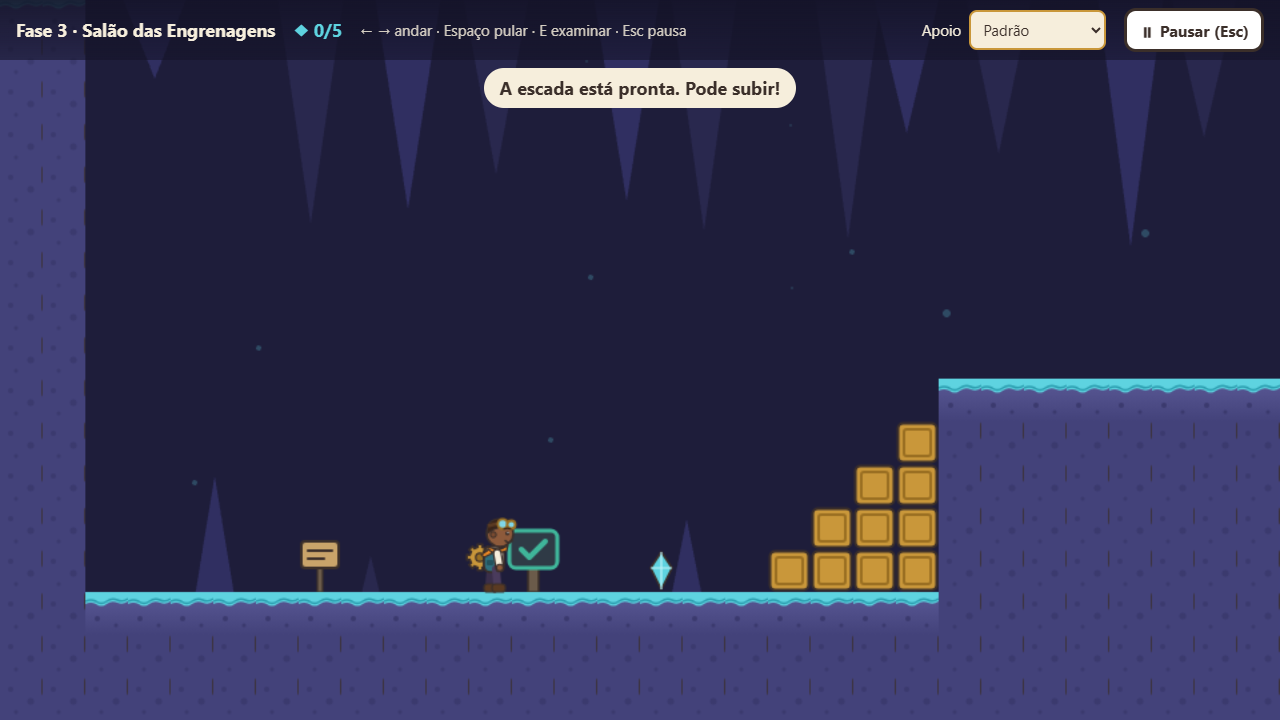 Fase 3 · Salão das Engrenagens ◆ 0/5 ← → andar · Espaço pular · E examinar · Esc pausa Apoio Padrão ⏸ Pausar (Esc)
A escada está pronta. Pode subir!